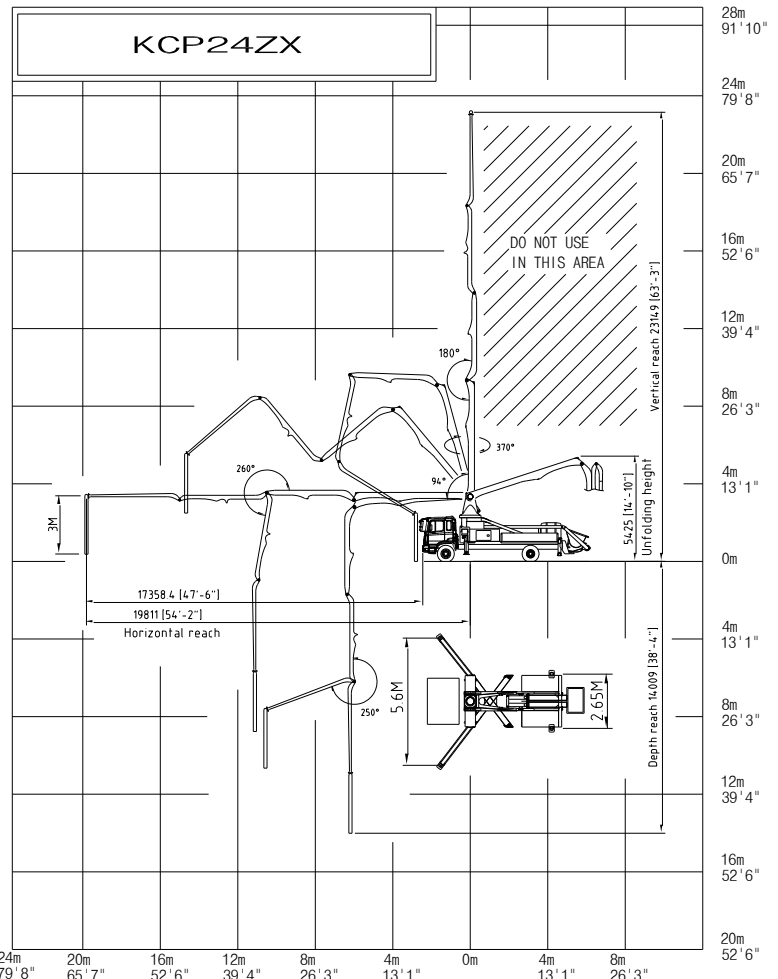 KCP24ZX
28m
91'10"
24m
79'8"
20m
65'7"
DO NOT USE
IN THIS AREA
16m
52'6"
Vertical reach 23149 [63'-3"]
12m
39'4"
180°
8m
26'3"
370°
260°
94°
4m
13'1"
3M
5425 [14'-10"]
Unfolding height
0m
17358.4 [47'-6"]
19811 [54'-2"]
Horizontal reach
4m
13'1"
Depth reach 14009 [38'-4"]
5.6M
2.65M
250°
8m
26'3"
12m
39'4"
16m
52'6"
20m
52'6"
24m
79'8"
20m
65'7"
16m
52'6"
12m
39'4"
8m
26'3"
4m
13'1"
0m
4m
13'1"
8m
26'3"